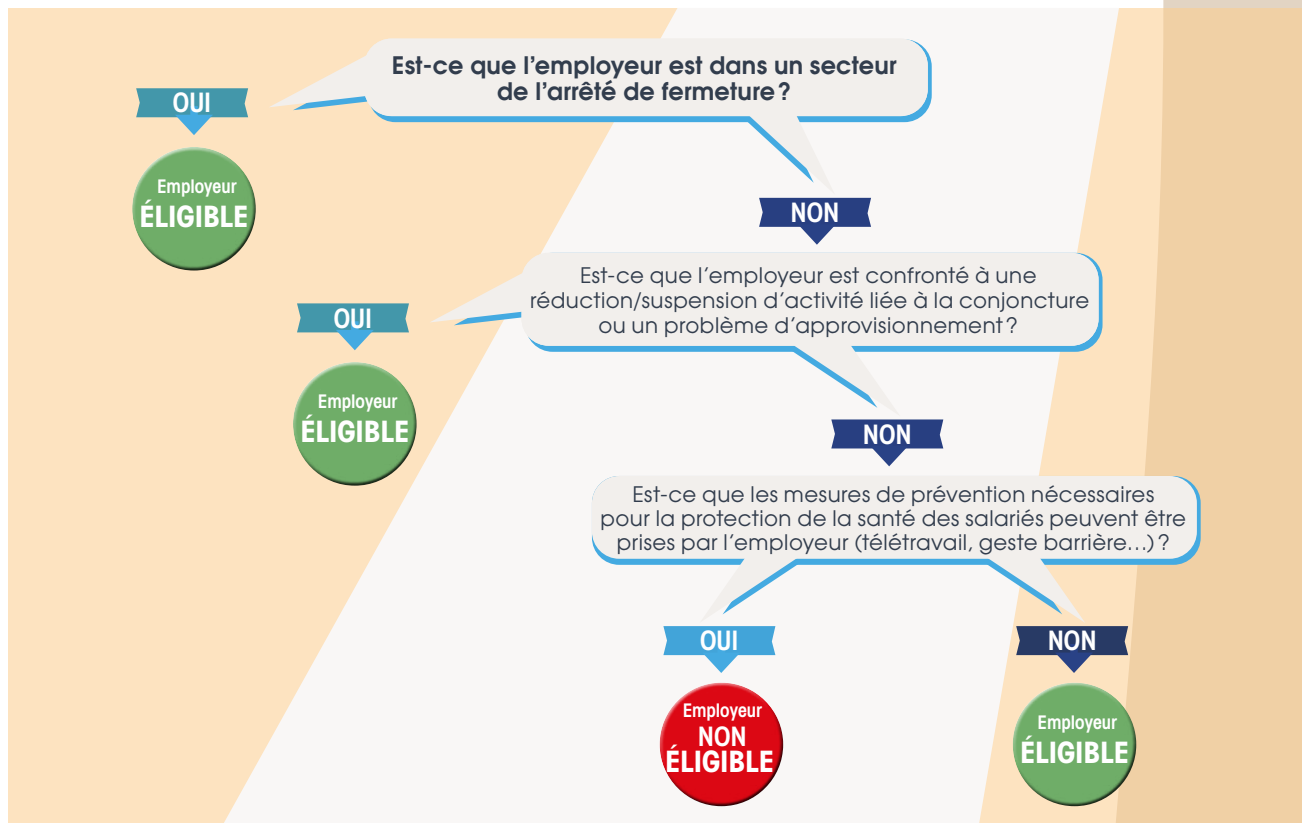 Est-ce que l'employeur est dans un secteur
de l'arrêté de fermeture ?
OUI
Employeur
ÉLIGIBLE
NON
Est-ce que l'employeur est confronté à une
réduction/suspension d'activité liée à la conjoncture
ou un problème d'approvisionnement ?
OUI
Employeur
ÉLIGIBLE
NON
Est-ce que les mesures de prévention nécessaires
pour la protection de la santé des salariés peuvent être
prises par l'employeur (télétravail, geste barrière...) ?
OUI
Employeur
NON
ÉLIGIBLE
NON
Employeur
ÉLIGIBLE